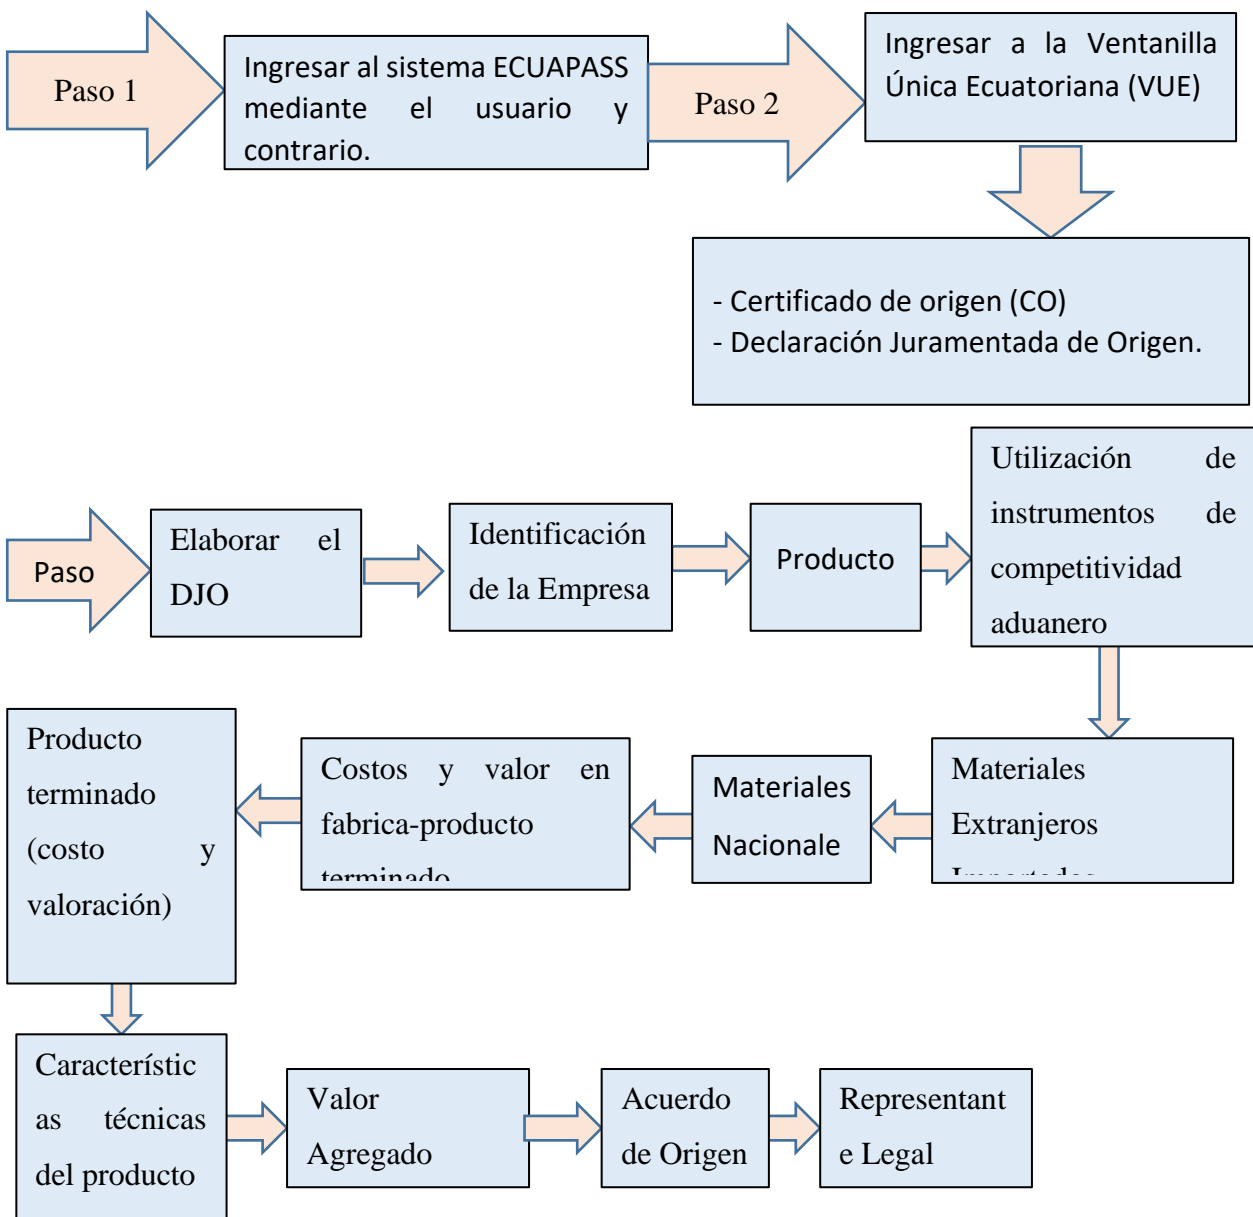 Paso 1
Ingresar al sistema ECUAPASS
mediante el usuario y
contrario.
Paso 2
Ingresar a la Ventanilla
Única Ecuatoriana (VUE)
- Certificado de origen (CO)
- Declaración Juramentada de Origen.
Paso
Elaborar el
DJO
Identificación
de la Empresa
Producto
Utilización de
instrumentos de
competitividad
aduanero
Materiales
Extranjeros
Importados
Materiales
Nacionale
Costos y valor en
fabrica-producto
terminado
Producto
terminado
(costo y
valoración)
Característic
as técnicas
del producto
Valor
Agregado
Acuerdo
de Origen
Representant
e Legal